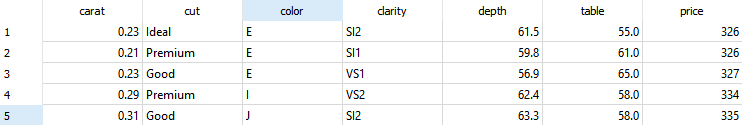 carat cut color clarity depth table price
1 0.23 Ideal E SI2 61.5 55.0 326
2 0.21 Premium E SI1 59.8 61.0 326
3 0.23 Good E VS1 56.9 65.0 327
4 0.29 Premium I VS2 62.4 58.0 334
5 0.31 Good J SI2 63.3 58.0 335